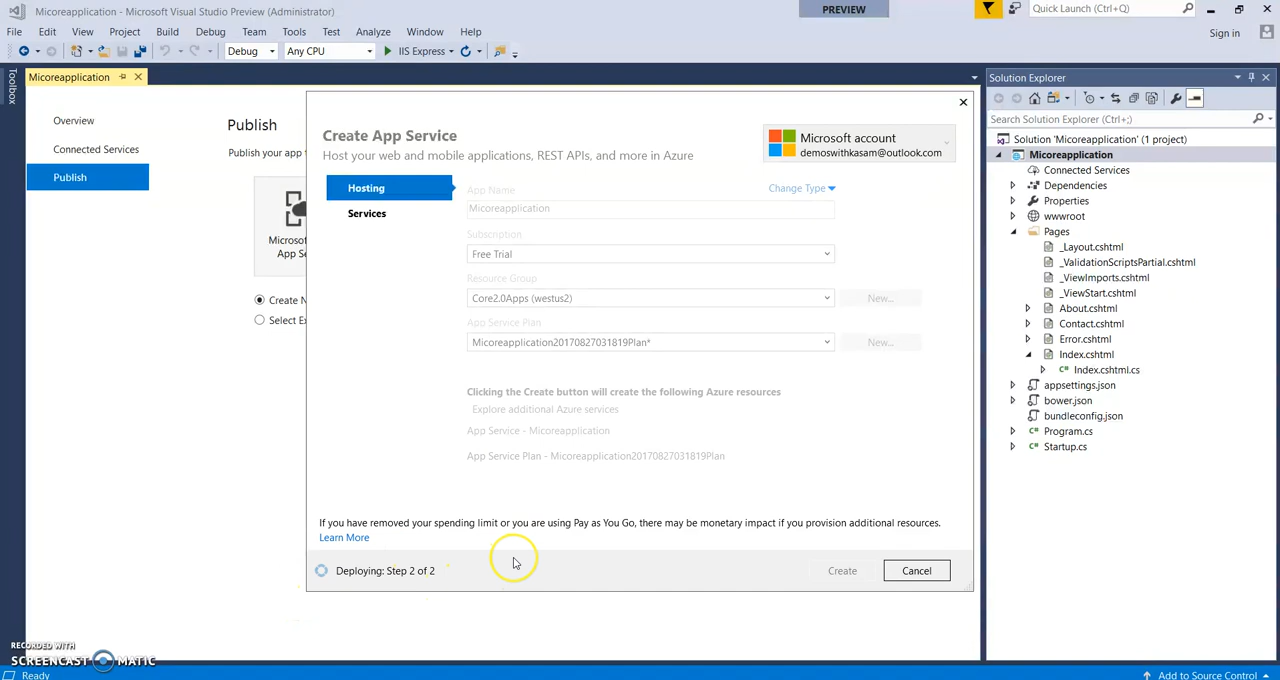 Micoreapplication - Microsoft Visual Studio Preview (Administrator)
PREVIEW
Quick Launch (Ctrl+Q)
File Edit View Project Build Debug Team Tools Test Analyze Window Help
Sign in
Debug Any CPU IIS Express
Toolbox
Micoreapplication
Overview
Connected Services
Publish
Publish
Publish your app
Microsof
App Se
Create N
Select Ex
Create App Service
Host your web and mobile applications, REST APIs, and more in Azure
Microsoft account
demoswithkasam@outlook.com
Hosting
Services
App Name
Change Type
Micoreapplication
Subscription
Free Trial
Resource Group
Core2.0Apps (westus2)
New...
App Service Plan
Micoreapplication20170827031819Plan*
New...
Clicking the Create button will create the following Azure resources
Explore additional Azure services
App Service - Micoreapplication
App Service Plan - Micoreapplication20170827031819Plan
If you have removed your spending limit or you are using Pay as You Go, there may be monetary impact if you provision additional resources.
Learn More
Deploying: Step 2 of 2
Create
Cancel
Solution Explorer
Search Solution Explorer (Ctrl+;)
Solution 'Micoreapplication' (1 project)
Micoreapplication
Connected Services
Dependencies
Properties
wwwroot
Pages
_Layout.cshtml
_ValidationScriptsPartial.cshtml
_ViewImports.cshtml
_ViewStart.cshtml
About.cshtml
Contact.cshtml
Error.cshtml
Index.cshtml
C# Index.cshtml.cs
appsettings.json
bower.json
bundleconfig.json
C# Program.cs
C# Startup.cs
RECORDED WITH
SCREENCAST MATIC
Ready
Add to Source Control